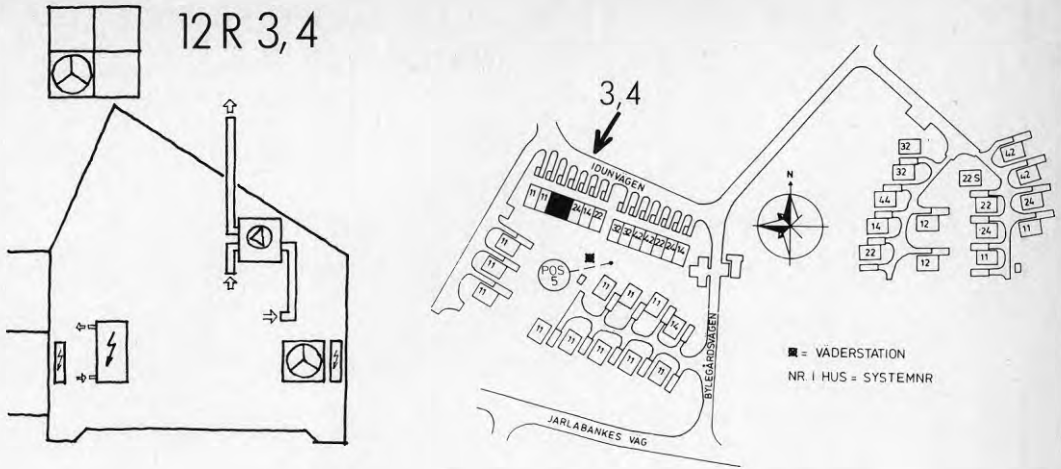 12 R 3,4
3,4
IDUNVÄGEN
11 11 24 14 22
32 32 42 42 22 24 14
11
11
11
POS
5
11 11 11 14
11 11 11 11 11
BYLEGÅRDSVÄGEN
JARLABANKES VÄG
N
32
32
44
14
22
12
12
22 S
22
24
11
42
42
24
11
= VÄDERSTATION
NR. I HUS = SYSTEMNR